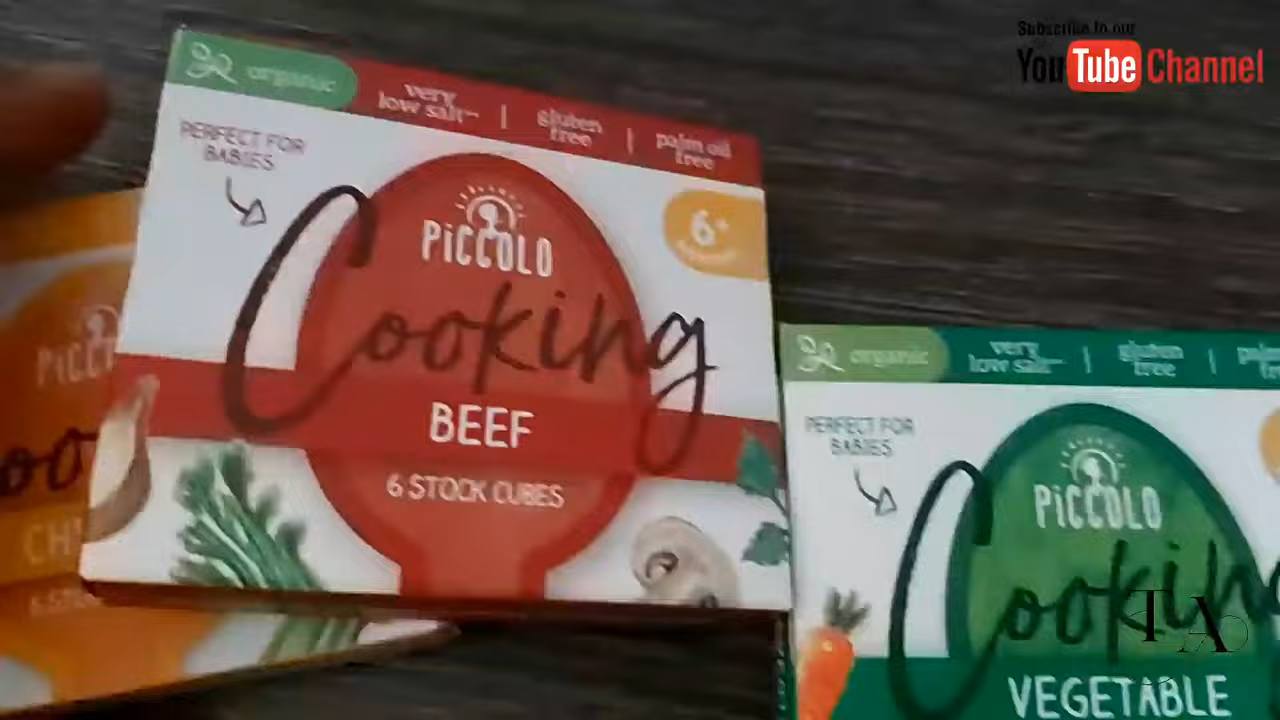 Subscribe to our
YouTube Channel
organic
very
low salt~
gluten
free
palm oil
free
PERFECT FOR
BABIES
6+
PiCCOLO
Cooking
BEEF
6 STOCK CUBES
organic
very
low salt~
gluten
free
PERFECT FOR
BABIES
PiCCOLO
VEGETABLE
TAO